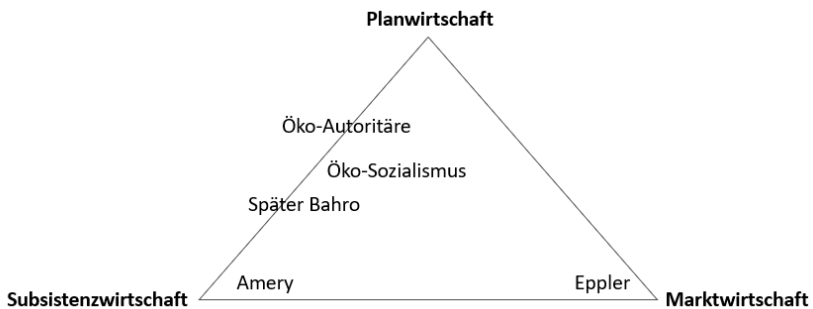 Planwirtschaft
Öko-Autoritäre
Öko-Sozialismus
Später Bahro
Amery
Eppler
Subsistenzwirtschaft
Marktwirtschaft